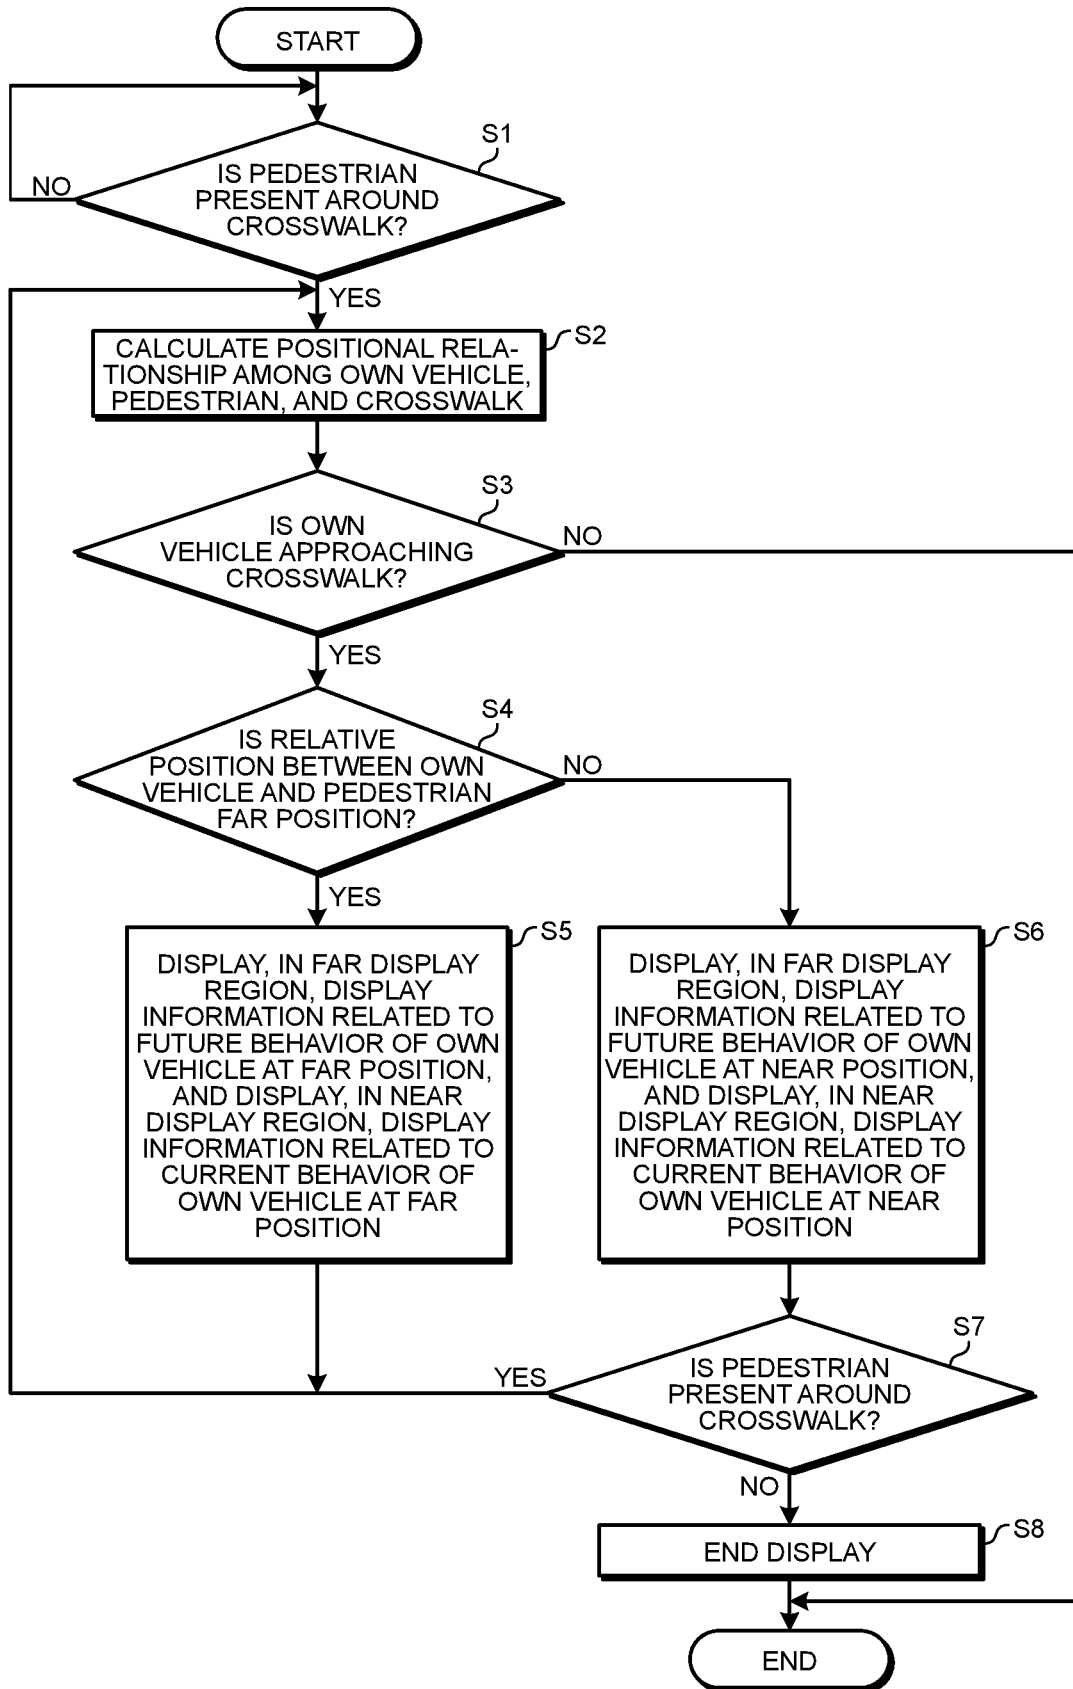 START
S1
IS PEDESTRIAN
PRESENT AROUND
CROSSWALK?
NO
YES
S2
CALCULATE POSITIONAL RELA-
TIONSHIP AMONG OWN VEHICLE,
PEDESTRIAN, AND CROSSWALK
S3
IS OWN
VEHICLE APPROACHING
CROSSWALK?
NO
YES
S4
IS RELATIVE
POSITION BETWEEN OWN
VEHICLE AND PEDESTRIAN
FAR POSITION?
NO
YES
S5
DISPLAY, IN FAR DISPLAY
REGION, DISPLAY
INFORMATION RELATED TO
FUTURE BEHAVIOR OF OWN
VEHICLE AT FAR POSITION,
AND DISPLAY, IN NEAR
DISPLAY REGION, DISPLAY
INFORMATION RELATED TO
CURRENT BEHAVIOR OF
OWN VEHICLE AT FAR
POSITION
S6
DISPLAY, IN FAR DISPLAY
REGION, DISPLAY
INFORMATION RELATED TO
FUTURE BEHAVIOR OF OWN
VEHICLE AT NEAR POSITION,
AND DISPLAY, IN NEAR
DISPLAY REGION, DISPLAY
INFORMATION RELATED TO
CURRENT BEHAVIOR OF
OWN VEHICLE AT NEAR
POSITION
S7
IS PEDESTRIAN
PRESENT AROUND
CROSSWALK?
YES
NO
S8
END DISPLAY
END